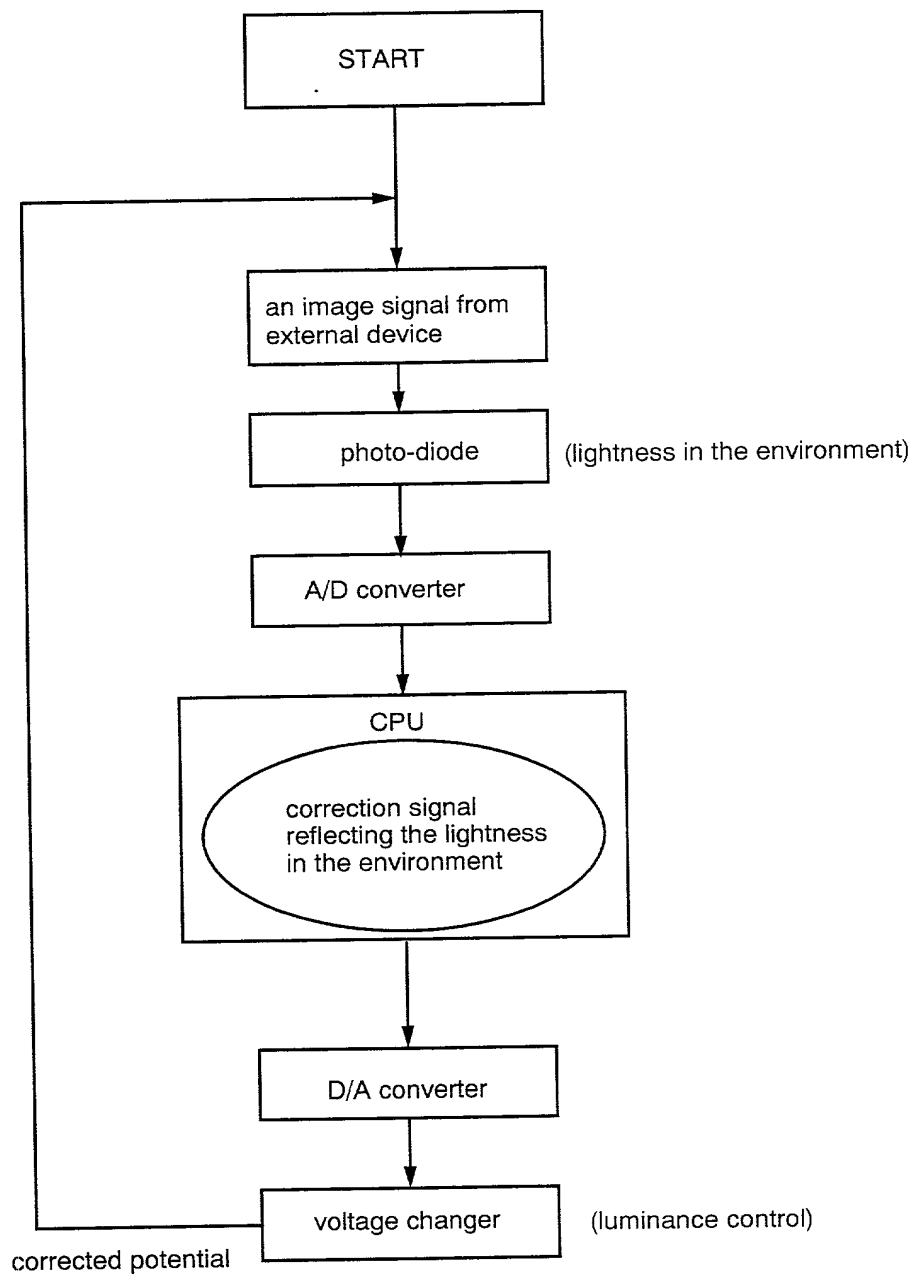 START
an image signal from
external device
photo-diode
(lightness in the environment)
A/D converter
CPU
correction signal
reflecting the lightness
in the environment
D/A converter
voltage changer
(luminance control)
corrected potential